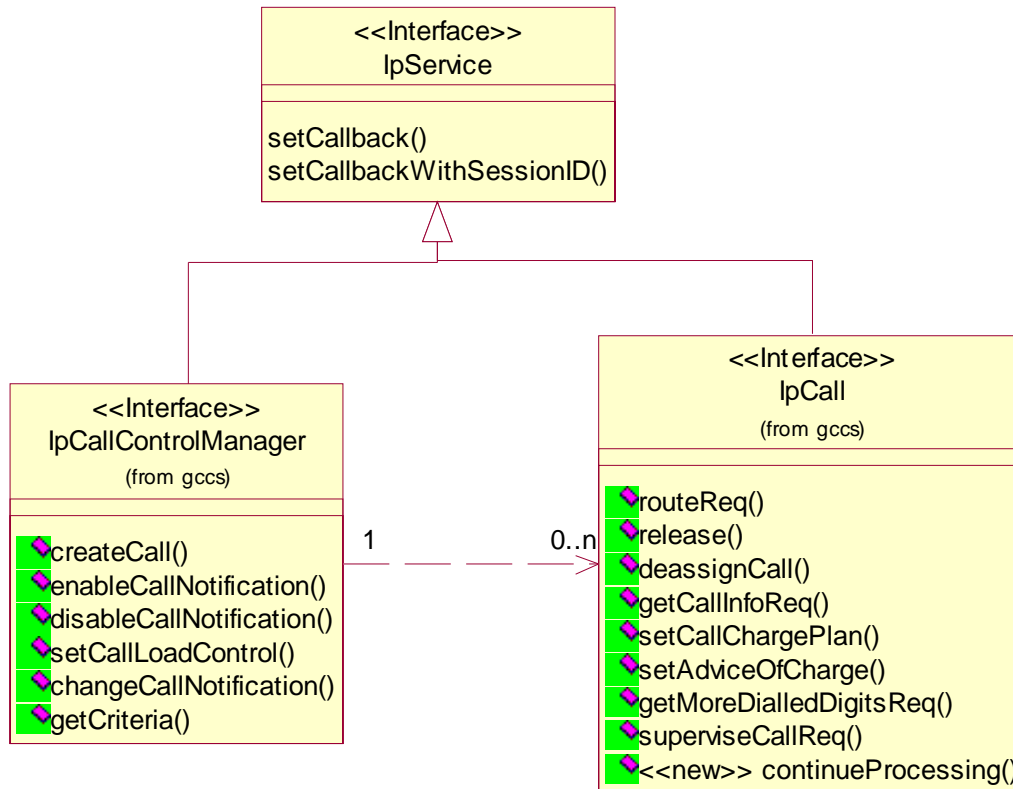 <<Interface>>
IpService
setCallback()
setCallbackWithSessionID()
<<Interface>>
IpCallControlManager
(from gccs)
createCall()
enableCallNotification()
disableCallNotification()
setCallLoadControl()
changeCallNotification()
getCriteria()
1
0..n
<<Interface>>
IpCall
(from gccs)
routeReq()
release()
deassignCall()
getCallInfoReq()
setCallChargePlan()
setAdviceOfCharge()
getMoreDialledDigitsReq()
superviseCallReq()
<<new>> continueProcessing()